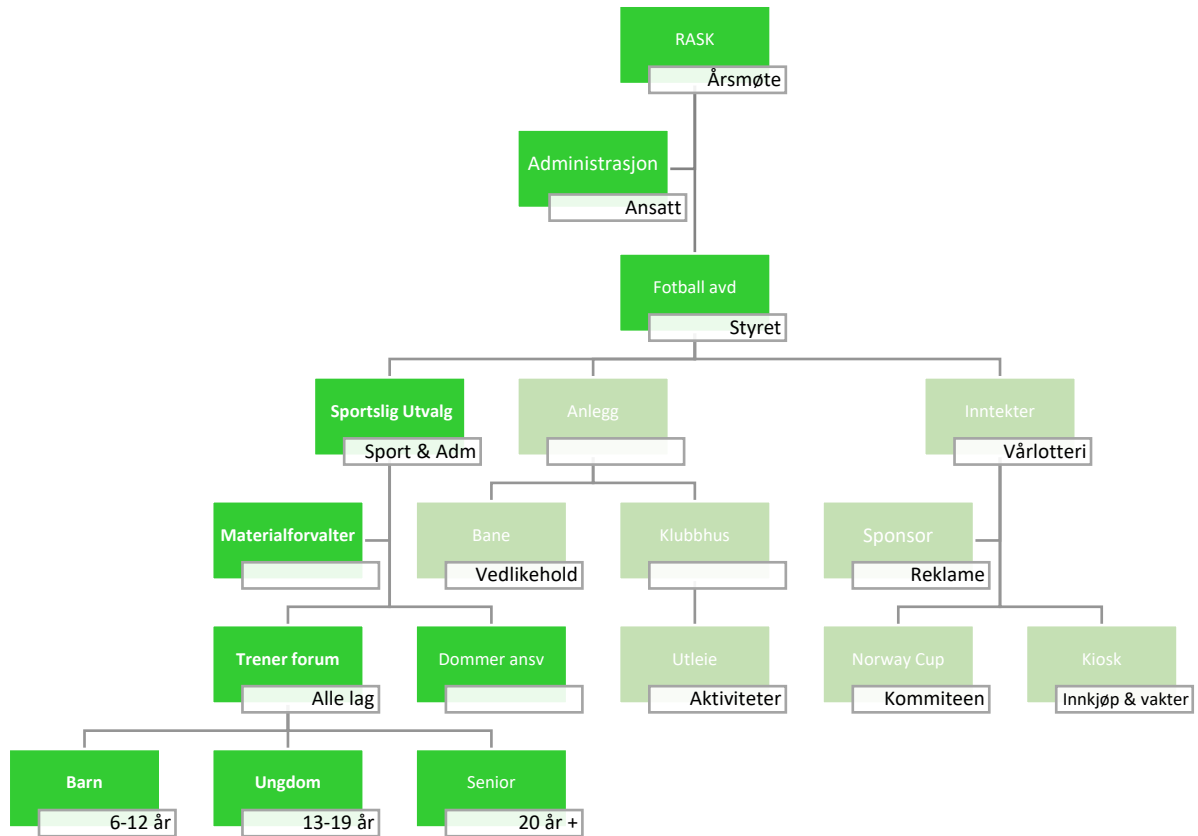 RASK
Årsmøte
Administrasjon
Ansatt
Fotball avd
Styret
Sportslig Utvalg
Sport & Adm
Anlegg
Inntekter
Vårlotteri
Materialforvalter
Bane
Vedlikehold
Klubbhus
Sponsor
Reklame
Trener forum
Alle lag
Dommer ansv
Utleie
Aktiviteter
Norway Cup
Kommiteen
Kiosk
Innkjøp & vakter
Barn
6-12 år
Ungdom
13-19 år
Senior
20 år +